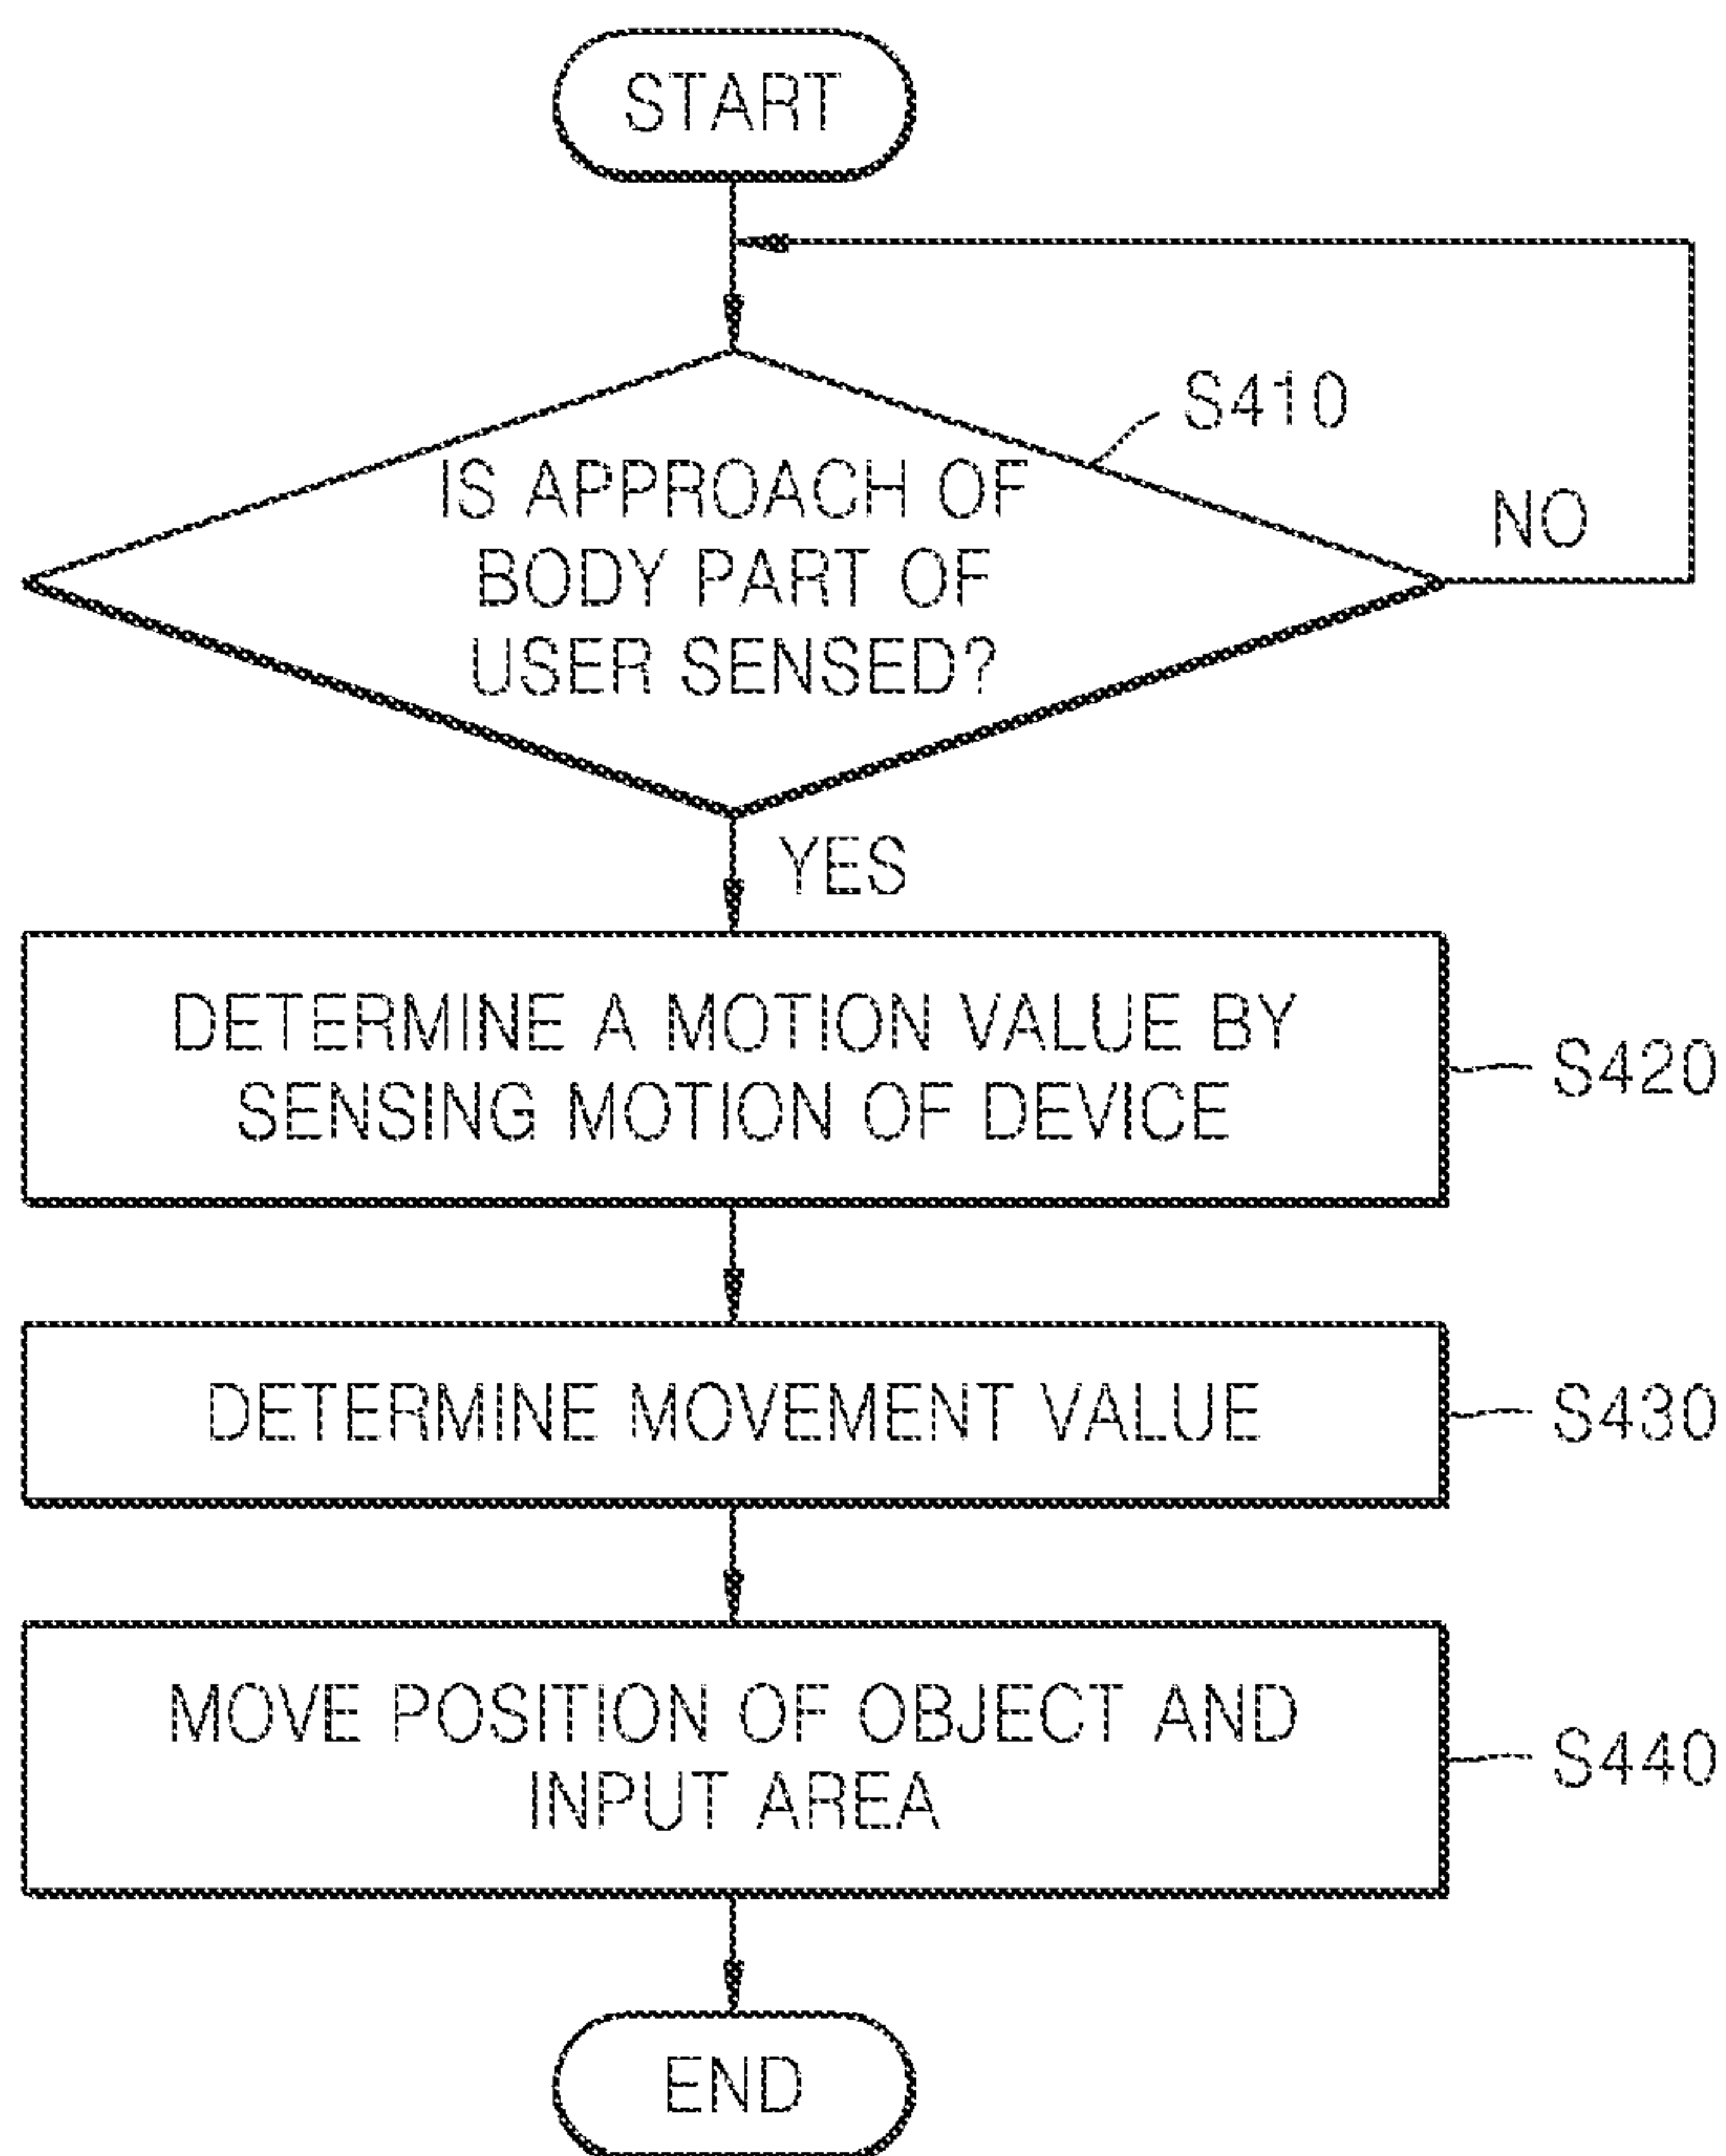 START
S410
IS APPROACH OF
BODY PART OF
USER SENSED?
NO
YES
DETERMINE A MOTION VALUE BY
SENSING MOTION OF DEVICE
S420
DETERMINE MOVEMENT VALUE
S430
MOVE POSITION OF OBJECT AND
INPUT AREA
S440
END